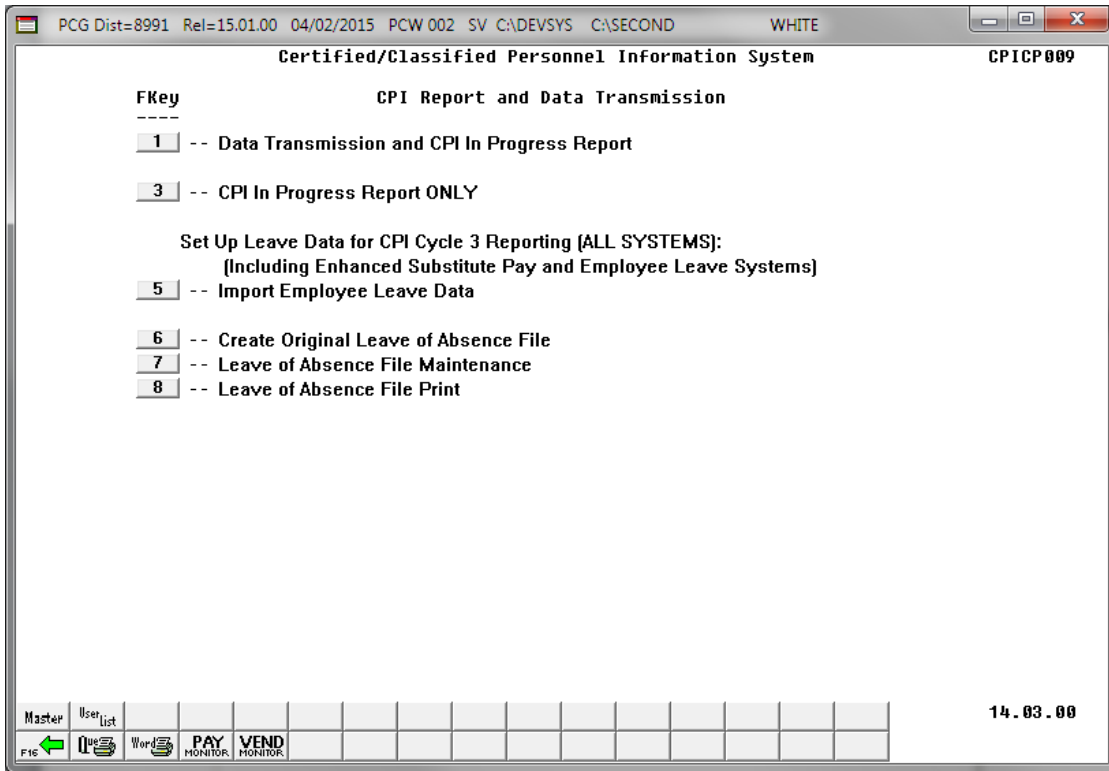 PCG Dist=8991 Rel=15.01.00 04/02/2015 PCW 002 SV C:\DEVSYS C:\SECOND WHITE
Certified/Classified Personnel Information System CPICP009
FKey CPI Report and Data Transmission
----
1 -- Data Transmission and CPI In Progress Report
3 -- CPI In Progress Report ONLY
Set Up Leave Data for CPI Cycle 3 Reporting (ALL SYSTEMS):
(Including Enhanced Substitute Pay and Employee Leave Systems)
5 -- Import Employee Leave Data
6 -- Create Original Leave of Absence File
7 -- Leave of Absence File Maintenance
8 -- Leave of Absence File Print
Master User List 14.03.00
F16 Que Word PAY MONITOR VEND MONITOR